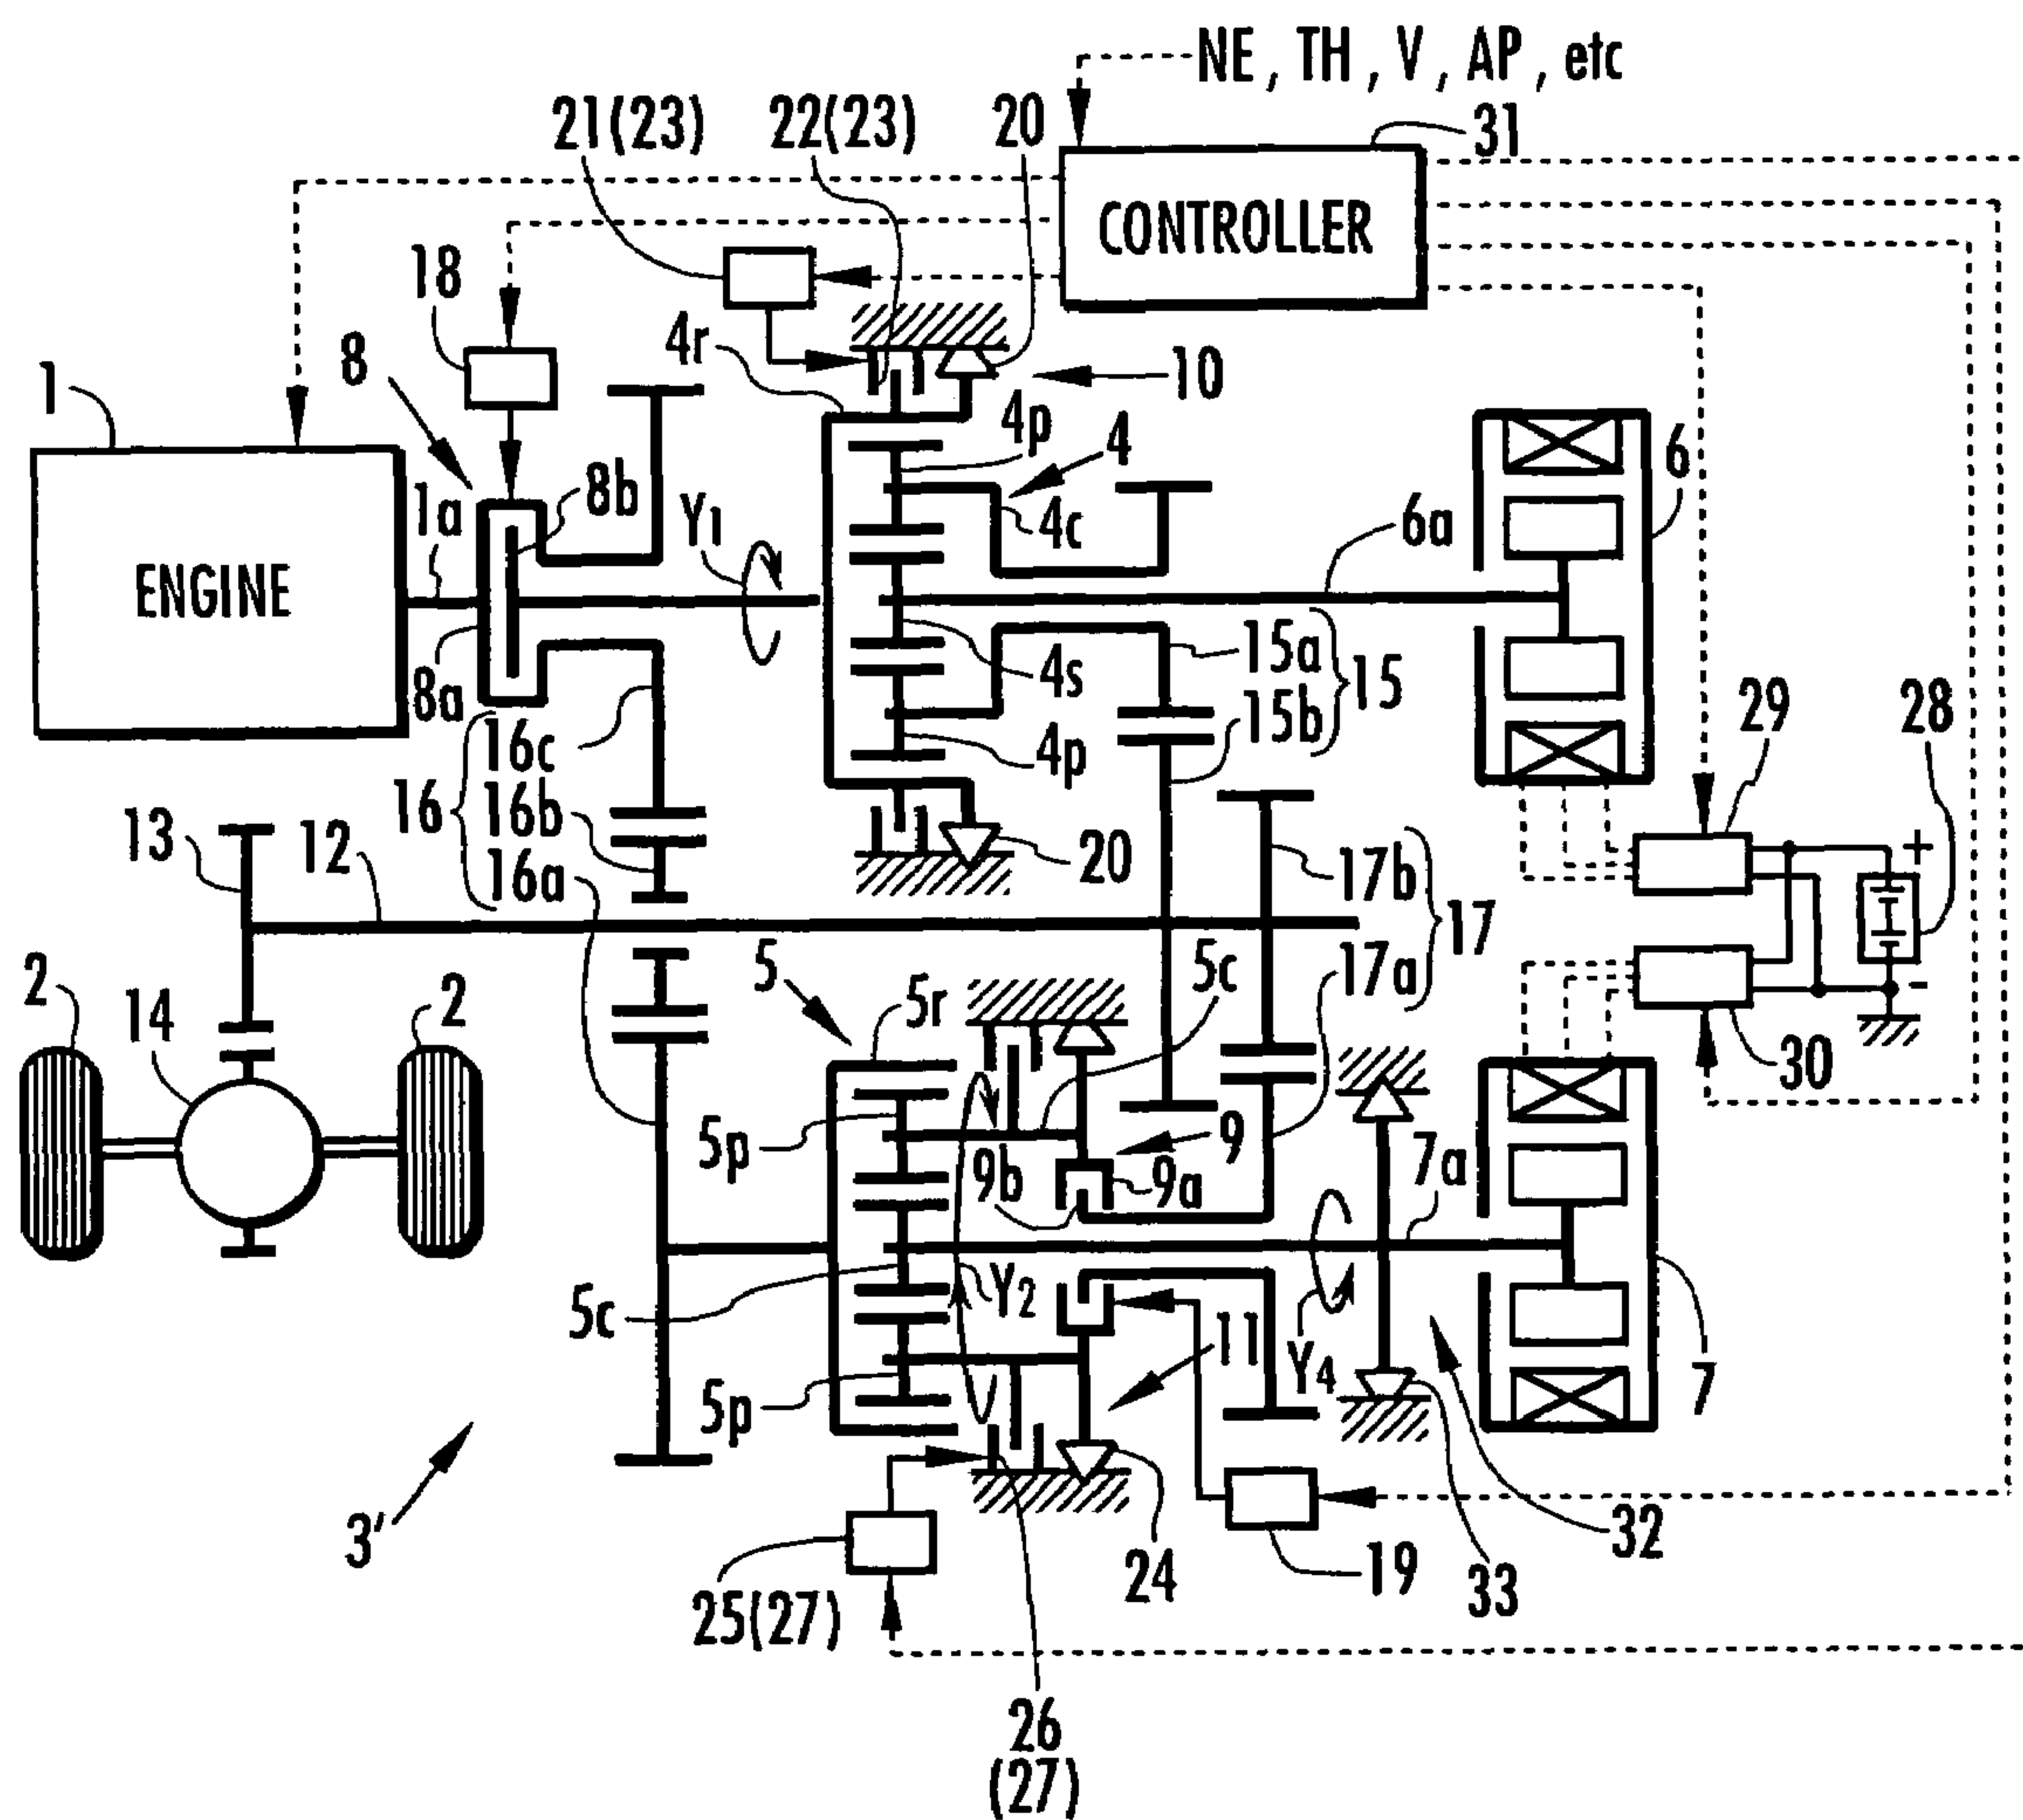 NE, TH, V, AP, etc
21(23)
22(23)
20
31
CONTROLLER
18
8
4r
10
1
4p
4
6
8b
1a
Y1
4c
6a
ENGINE
8a
4s
15a
15
15b
29
28
16c
16
16b
16a
4p
13
12
20
17b
17
17a
+
-
2
14
2
5
5r
5c
30
5p
9
9b
9a
7a
5c
Y2
11
Y4
7
5p
3'
32
33
24
19
25(27)
26
(27)